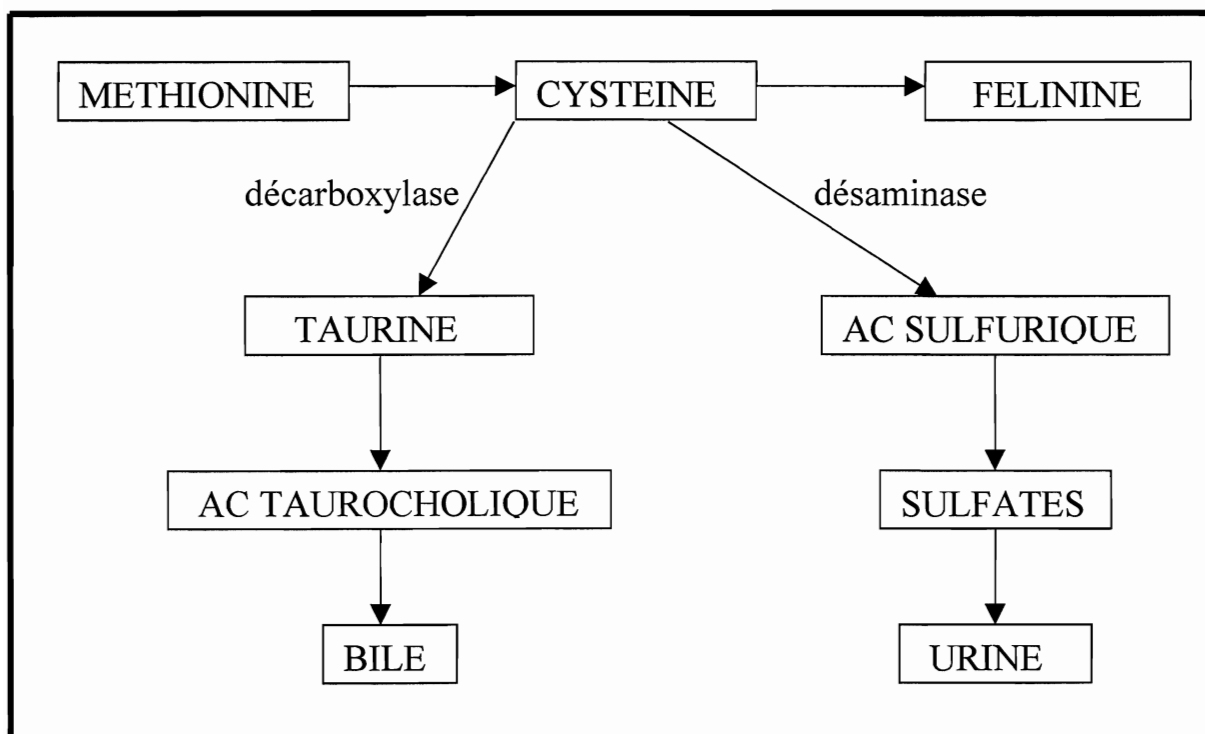 METHIONINE
CYSTEINE
FELININE
décarboxylase
désaminase
TAURINE
AC SULFURIQUE
AC TAUROCHOLIQUE
SULFATES
BILE
URINE